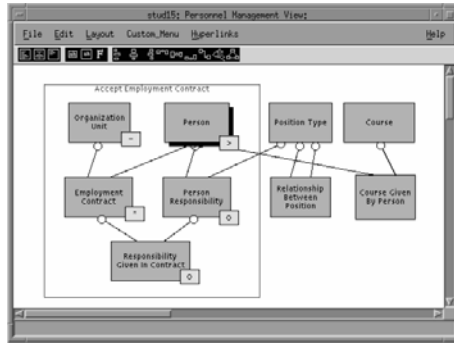 stud15: Personnel Management View:
File Edit Layout Custom_Menu Hyperlinks Help
F
Accept Employment Contract
Organization
Unit
~
Person
>
Position Type
Course
Employment
Contract
Person
Responsibility
◊
Relationship
Between
Position
Course Given
By Person
Responsibility
Given In Contract
◊